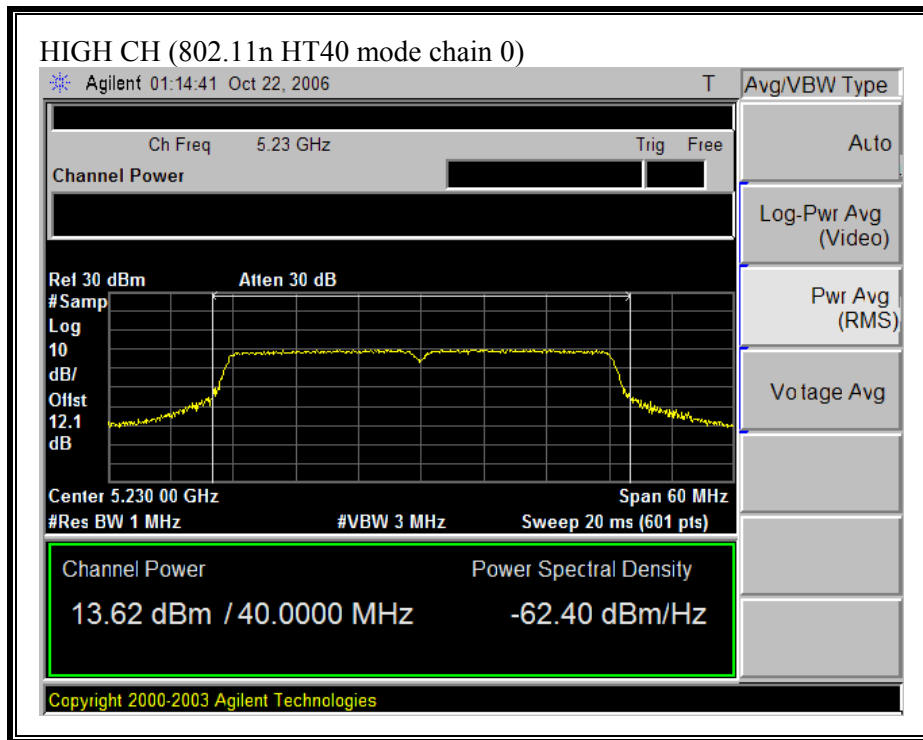 HIGH CH (802.11n HT40 mode chain 0)
Agilent 01:14:41 Oct 22, 2006 T
Avg/VBW Type
Ch Freq 5.23 GHz Trig Free
Auto
Channel Power
Log-Pwr Avg
(Video)
Ref 30 dBm Atten 30 dB
#Samp
Log
10
dB/
Offst
12.1
dB
Pwr Avg
(RMS)
Voltage Avg
Center 5.230 00 GHz Span 60 MHz
#Res BW 1 MHz #VBW 3 MHz Sweep 20 ms (601 pts)
Channel Power Power Spectral Density
13.62 dBm / 40.0000 MHz -62.40 dBm/Hz
Copyright 2000-2003 Agilent Technologies